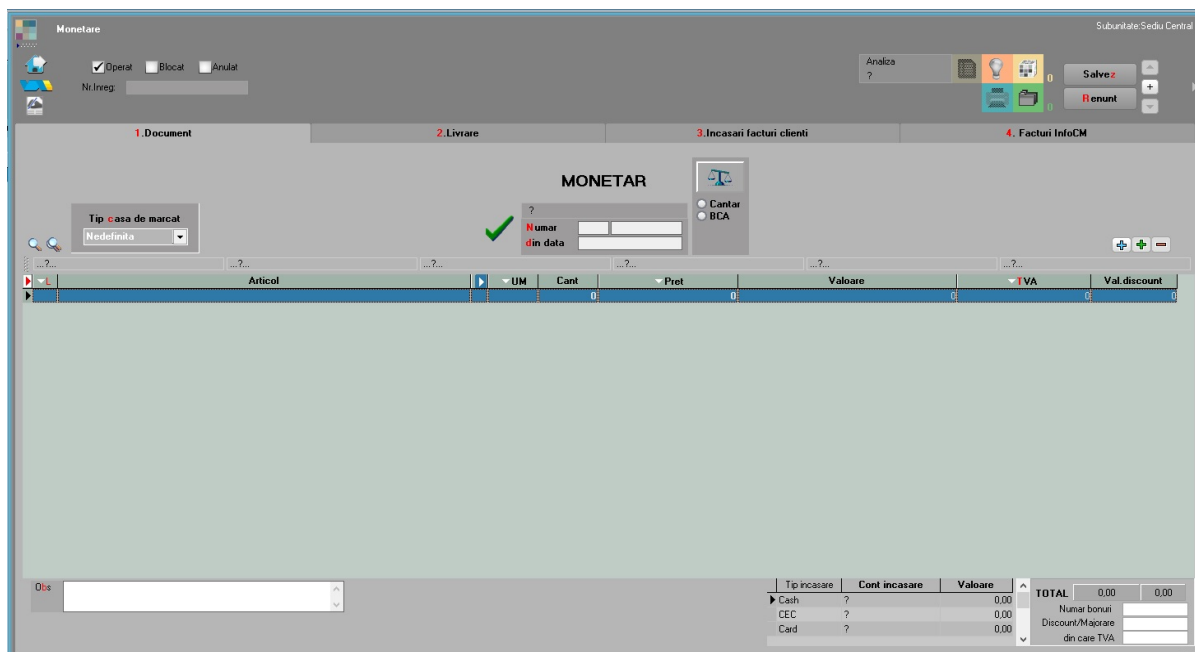 Monetare
Subunitate:Sediu Central
Operat Blocat Anulat
Nr.Inreg:
Analiza
?
0
0
Salvez
Renunt
1.Document 2.Livrare 3.Incasari facturi clienti 4. Facturi InfoCM
MONETAR
Cantar
BCA
Tip casa de marcat
Nedefinita
?
Numar
din data
...?... ...?... ...?... ...?... ...?... ...?...
L Articol UM Cant Pret Valoare TVA Val.discount
0 0 0 0 0
Obs
Tip incasare Cont incasare Valoare
Cash ? 0,00
CEC ? 0,00
Card ? 0,00
TOTAL 0,00 0,00
Numar bonuri
Discount/Majorare
din care TVA